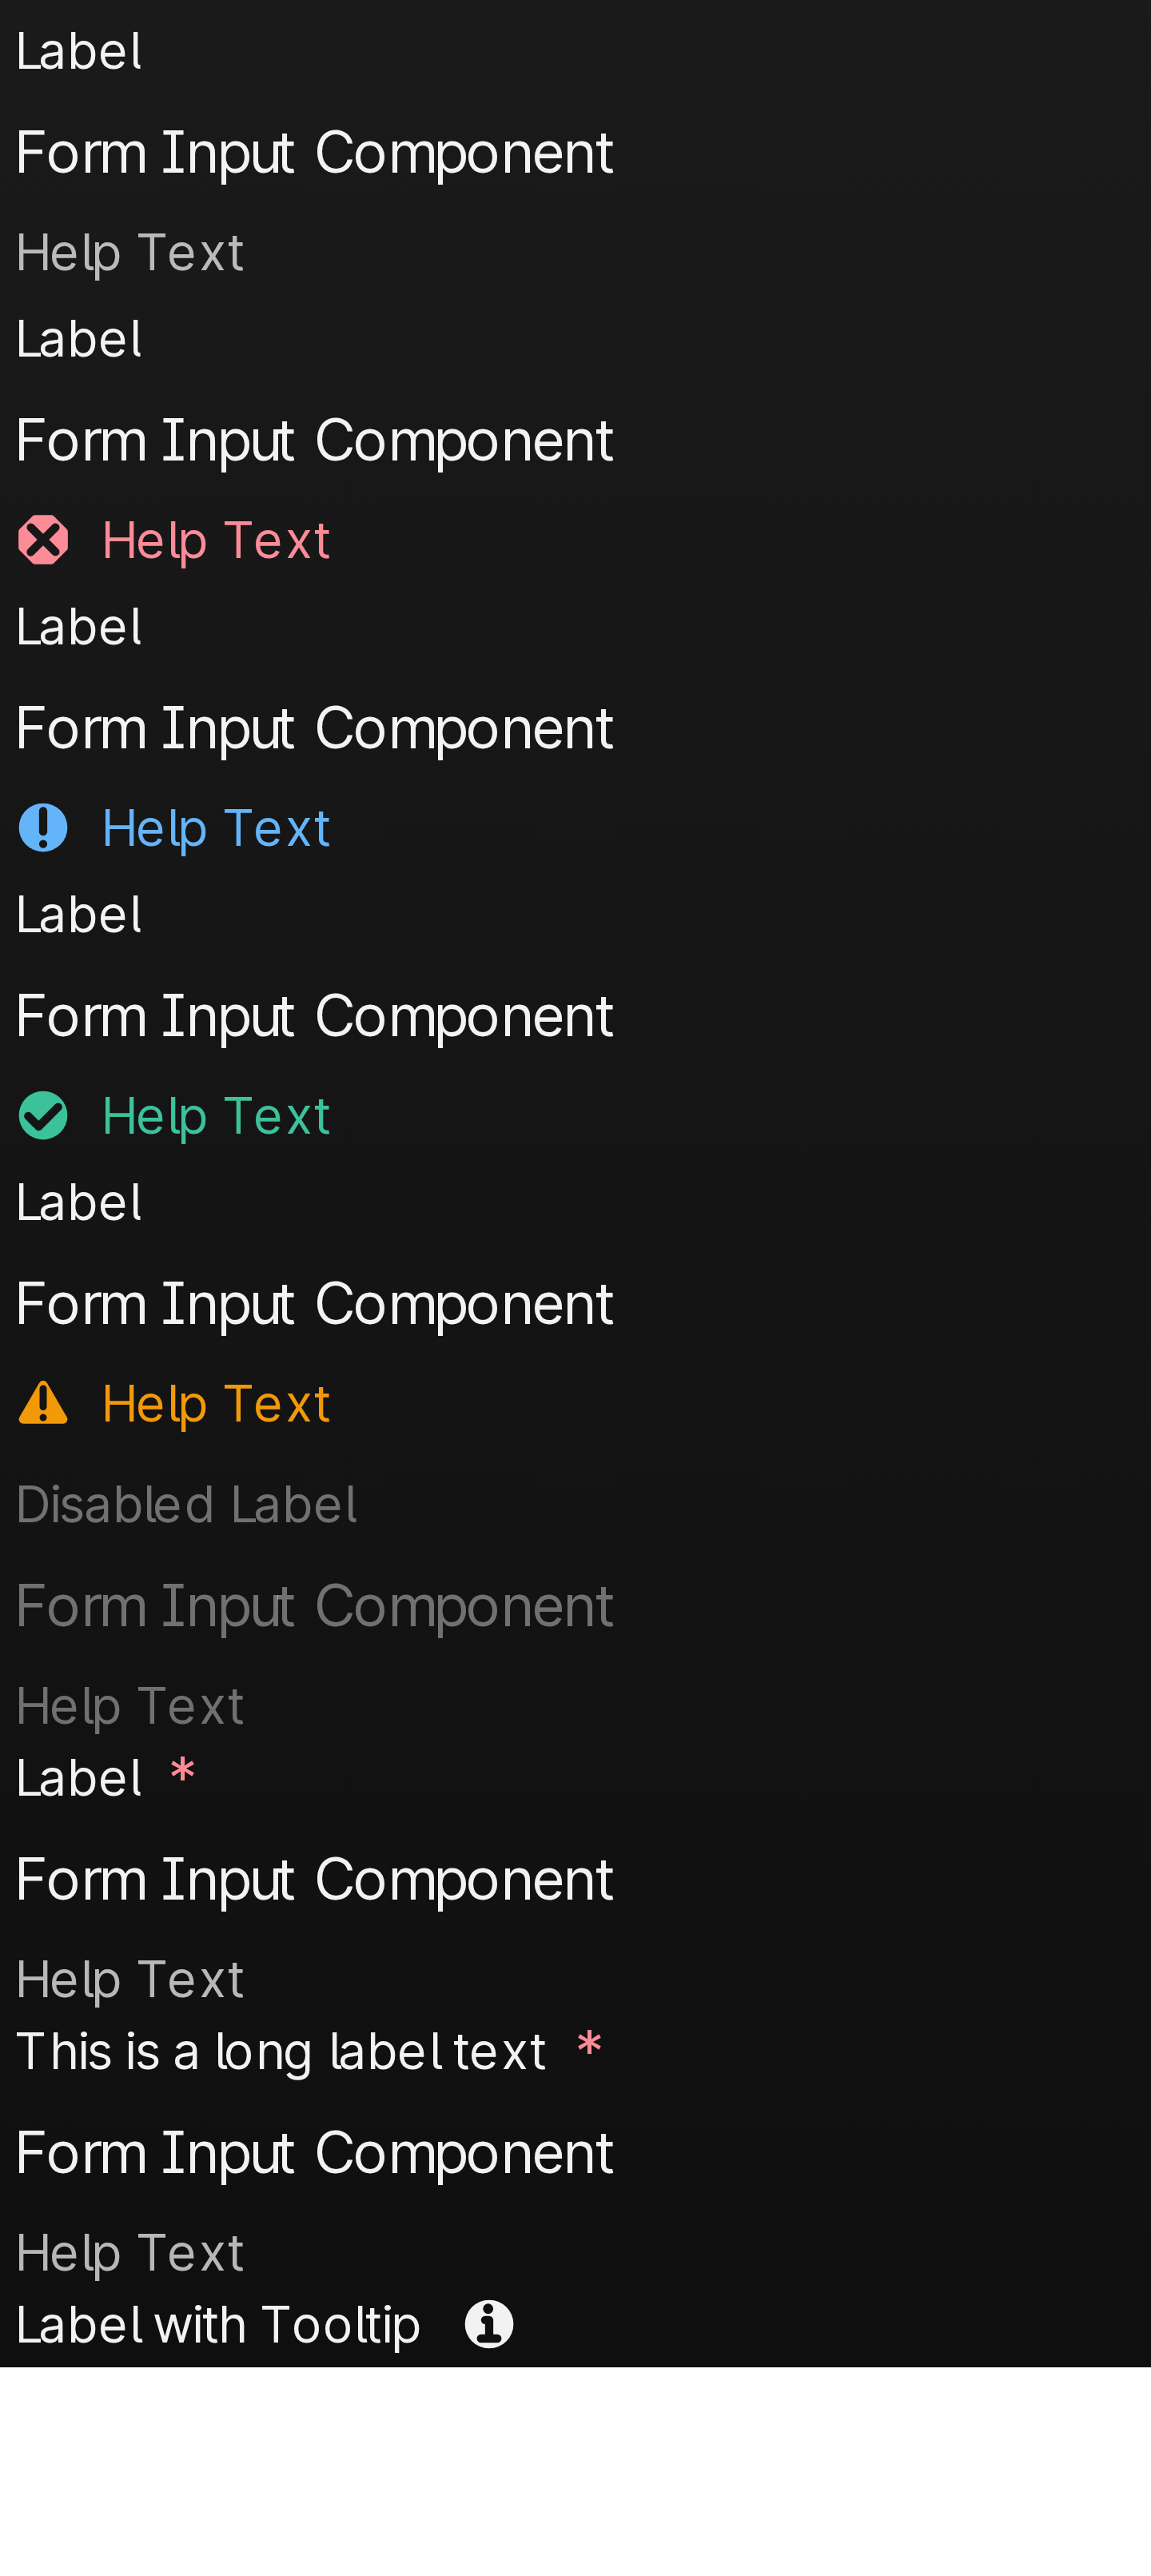 Label
Form Input Component
Help Text
Label
Form Input Component
Help Text
Label
Form Input Component
Help Text
Label
Form Input Component
Help Text
Label
Form Input Component
Help Text
Disabled Label
Form Input Component
Help Text
Label *
Form Input Component
Help Text
This is a long label text *
Form Input Component
Help Text
Label with Tooltip